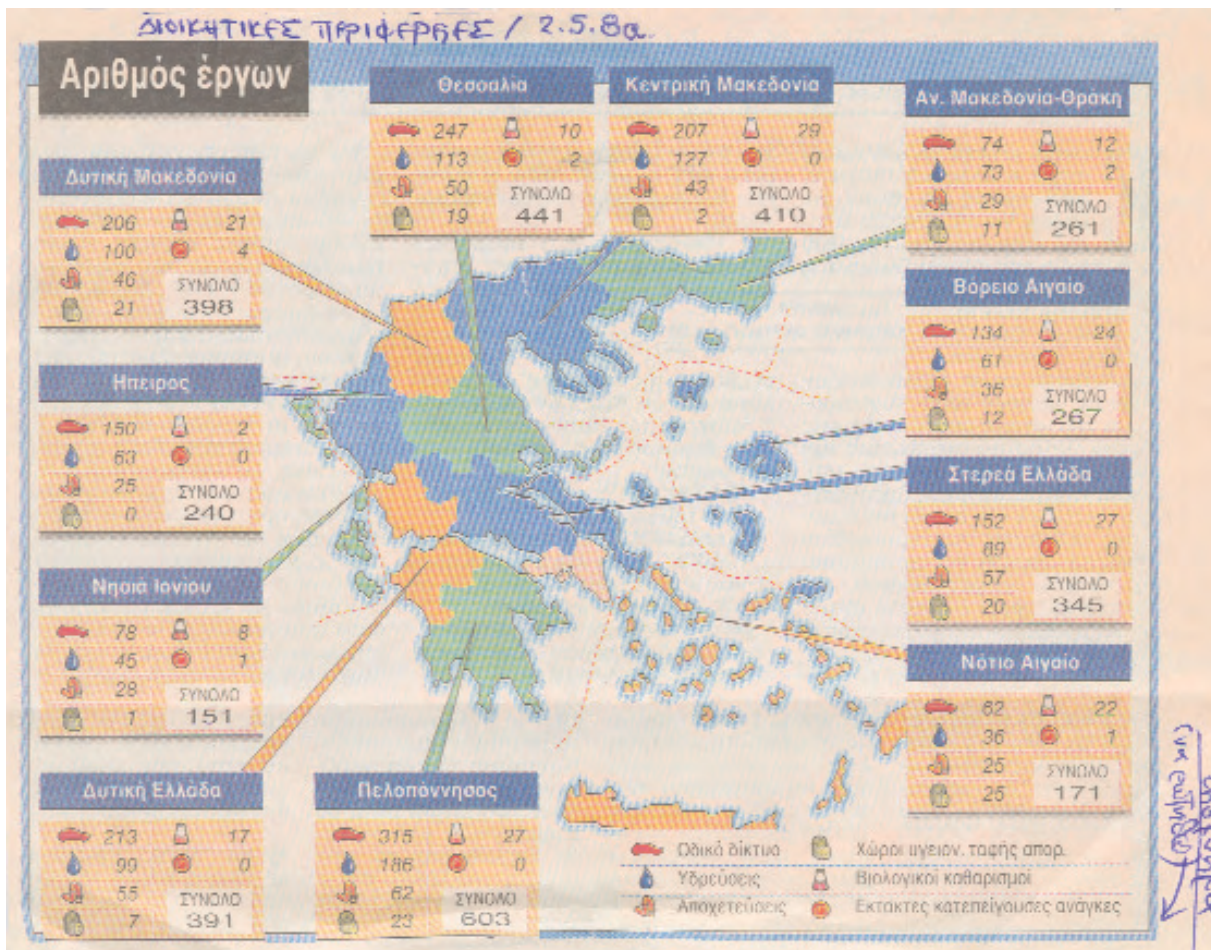 ΔΙΟΙΚΗΤΙΚΕΣ ΠΕΡΙΦΕΡΕΙΕΣ / 2.5.8α.
Αριθμός έργων
Θεσσαλία
247 10
113 2
50 ΣΥΝΟΛΟ
19 441
Κεντρική Μακεδονία
207 29
127 0
43 ΣΥΝΟΛΟ
2 410
Αν. Μακεδονία-Θράκη
74 12
73 2
29 ΣΥΝΟΛΟ
11 261
Δυτική Μακεδονία
206 21
100 4
46 ΣΥΝΟΛΟ
21 398
Βόρειο Αιγαίο
134 24
61 0
36 ΣΥΝΟΛΟ
12 267
Ηπειρος
150 2
63 0
25 ΣΥΝΟΛΟ
0 240
Στερεά Ελλάδα
152 27
89 0
57 ΣΥΝΟΛΟ
20 345
Νησιά Ιονίου
78 8
45 1
28 ΣΥΝΟΛΟ
1 151
Νότιο Αιγαίο
62 22
36 1
25 ΣΥΝΟΛΟ
25 171
Δυτική Ελλάδα
213 17
99 0
55 ΣΥΝΟΛΟ
7 391
Πελοπόννησος
315 27
186 0
62 ΣΥΝΟΛΟ
23 603
Οδικό δίκτυο
Χώροι υγειον. ταφής απορ.
Υδρεύσεις
Βιολογικοί καθαρισμοί
Αποχετεύσεις
Εκτακτες κατεπείγουσες ανάγκες